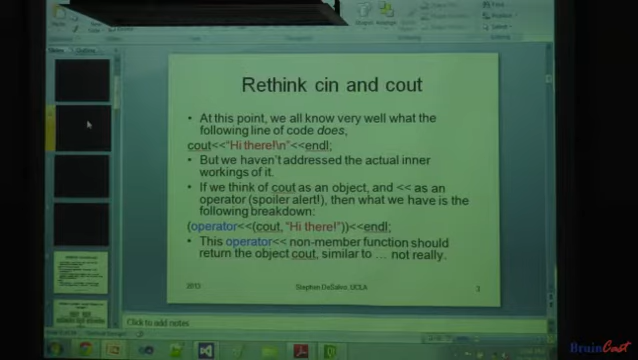 Slides
Outline
Rethink cin and cout
• At this point, we all know very well what the
following line of code does,
cout<<"Hi there!\n"<<endl;
• But we haven't addressed the actual inner
workings of it.
• If we think of cout as an object, and << as an
operator (spoiler alert!), then what we have is the
following breakdown:
(operator<<(cout, "Hi there!"))<<endl;
• This operator<< non-member function should
return the object cout, similar to … not really.
2013
Stephen DeSalvo, UCLA
3
Click to add notes
BruinCast